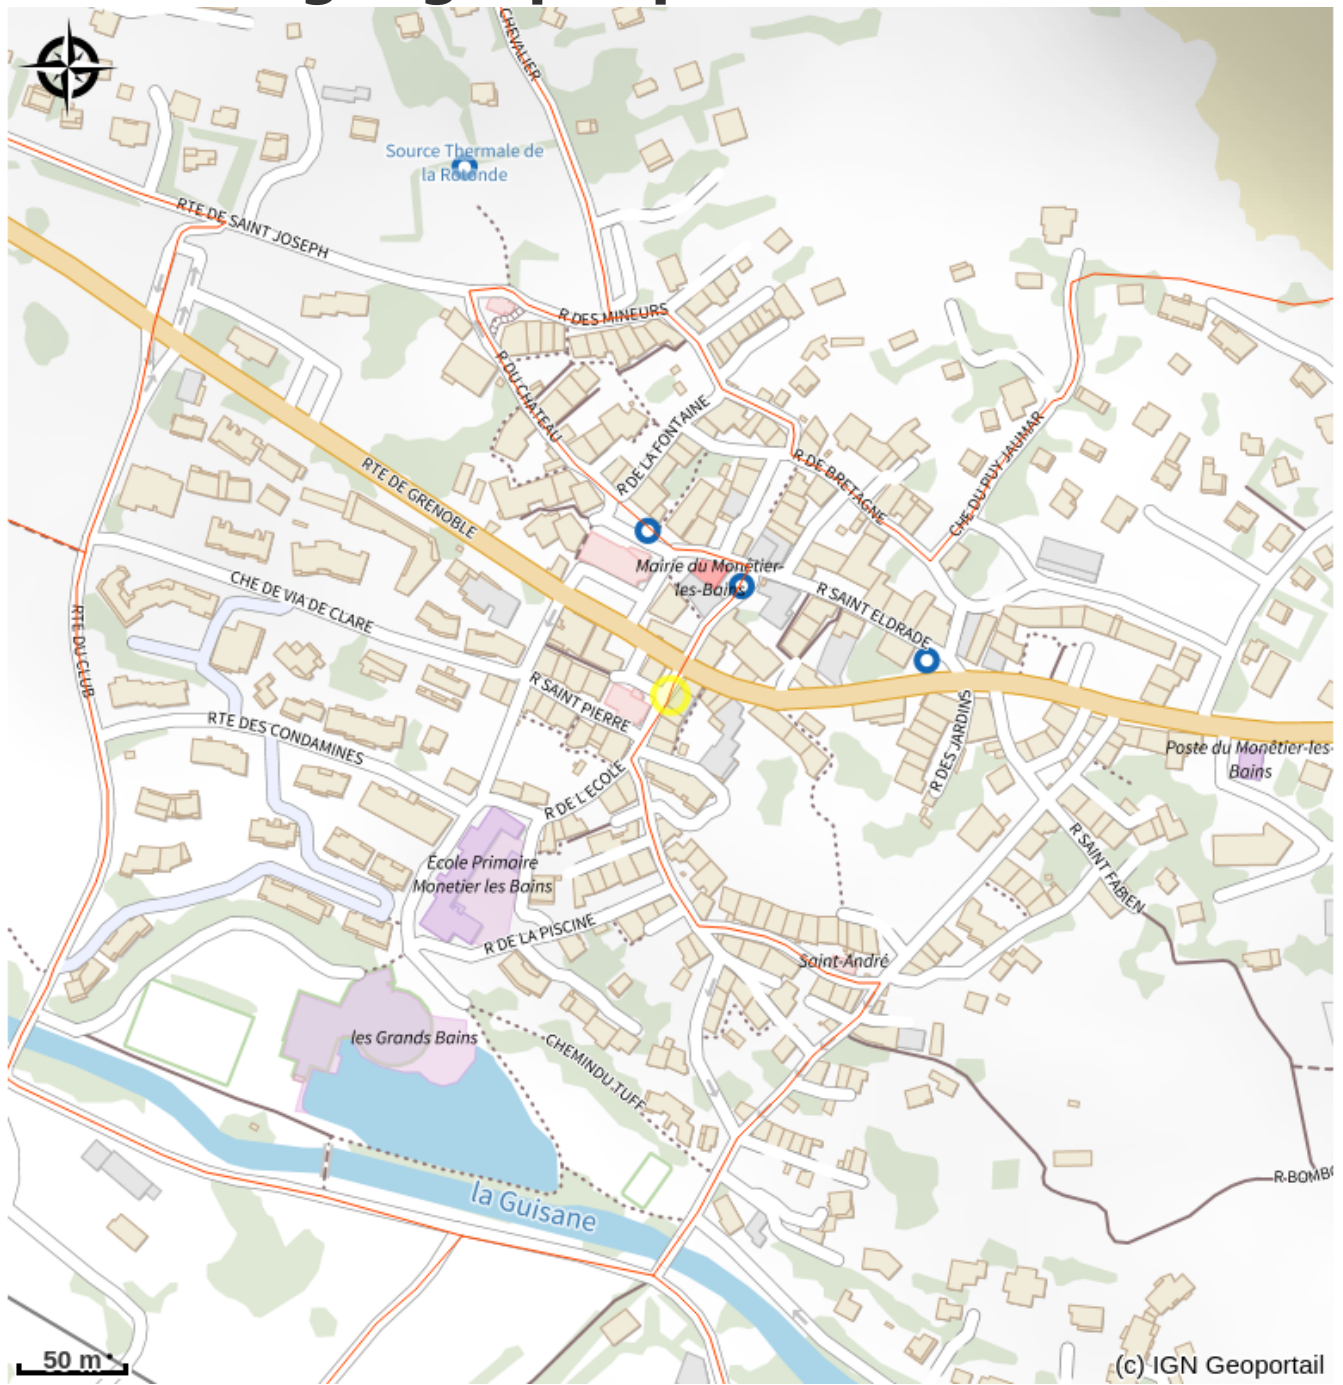 CHEVALIER
Source Thermale de
la Rotonde
RTE DE SAINT JOSEPH
R DES MINEURS
R DU CHATEAU
R DE LA FONTAINE
RTE DE GRENOBLE
R DE BRETAGNE
CHE DU PUY JAUMAR
Mairie du Monêtier-
les-Bains
R SAINT ELDRADE
CHE DE VIA DE CLARE
RTE DU CLUB
R SAINT PIERRE
RTE DES CONDAMINES
R DES JARDINS
Poste du Monêtier-les-
Bains
R DE L'ECOLE
R SAINT FABIEN
École Primaire
Monetier les Bains
R DE LA PISCINE
Saint-André
les Grands Bains
CHEMIN DU TUFF
R BOMBO
la Guisane
50 m
(c) IGN Geoportail